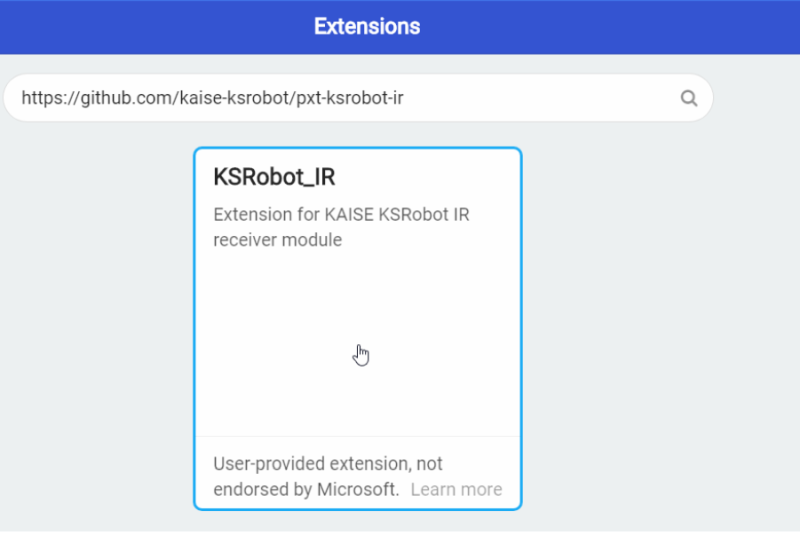 Extensions
https://github.com/kaise-ksrobot/pxt-ksrobot-ir
KSRobot_IR
Extension for KAISE KSRobot IR
receiver module
User-provided extension, not
endorsed by Microsoft. Learn more